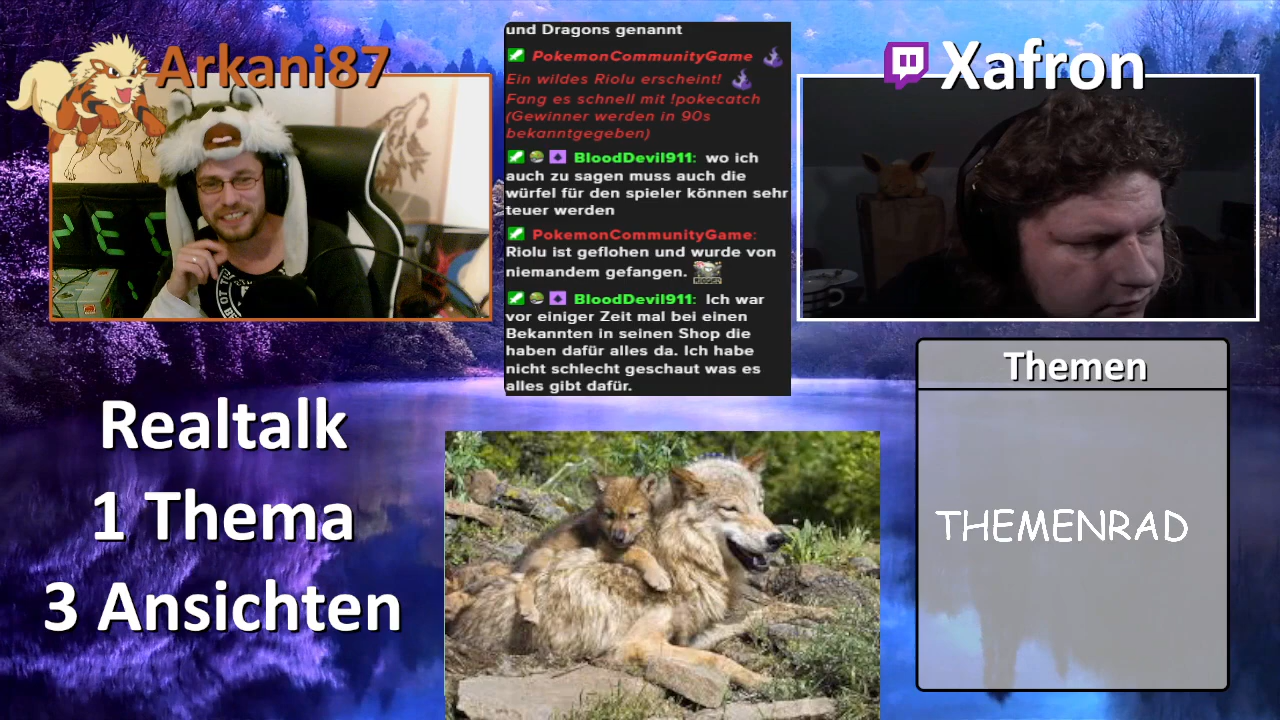 Arkani87
und Dragons genannt
PokemonCommunityGame
Ein wildes Riolu erscheint!
Fang es schnell mit !pokecatch
(Gewinner werden in 90s
bekanntgegeben)
BloodDevil911: wo ich
auch zu sagen muss auch die
würfel für den spieler können sehr
teuer werden
PokemonCommunityGame:
Riolu ist geflohen und wurde von
niemandem gefangen.
BloodDevil911: Ich war
vor einiger Zeit mal bei einen
Bekannten in seinen Shop die
haben dafür alles da. Ich habe
nicht schlecht geschaut was es
alles gibt dafür.
Xafron
Realtalk
1 Thema
3 Ansichten
Themen
THEMENRAD